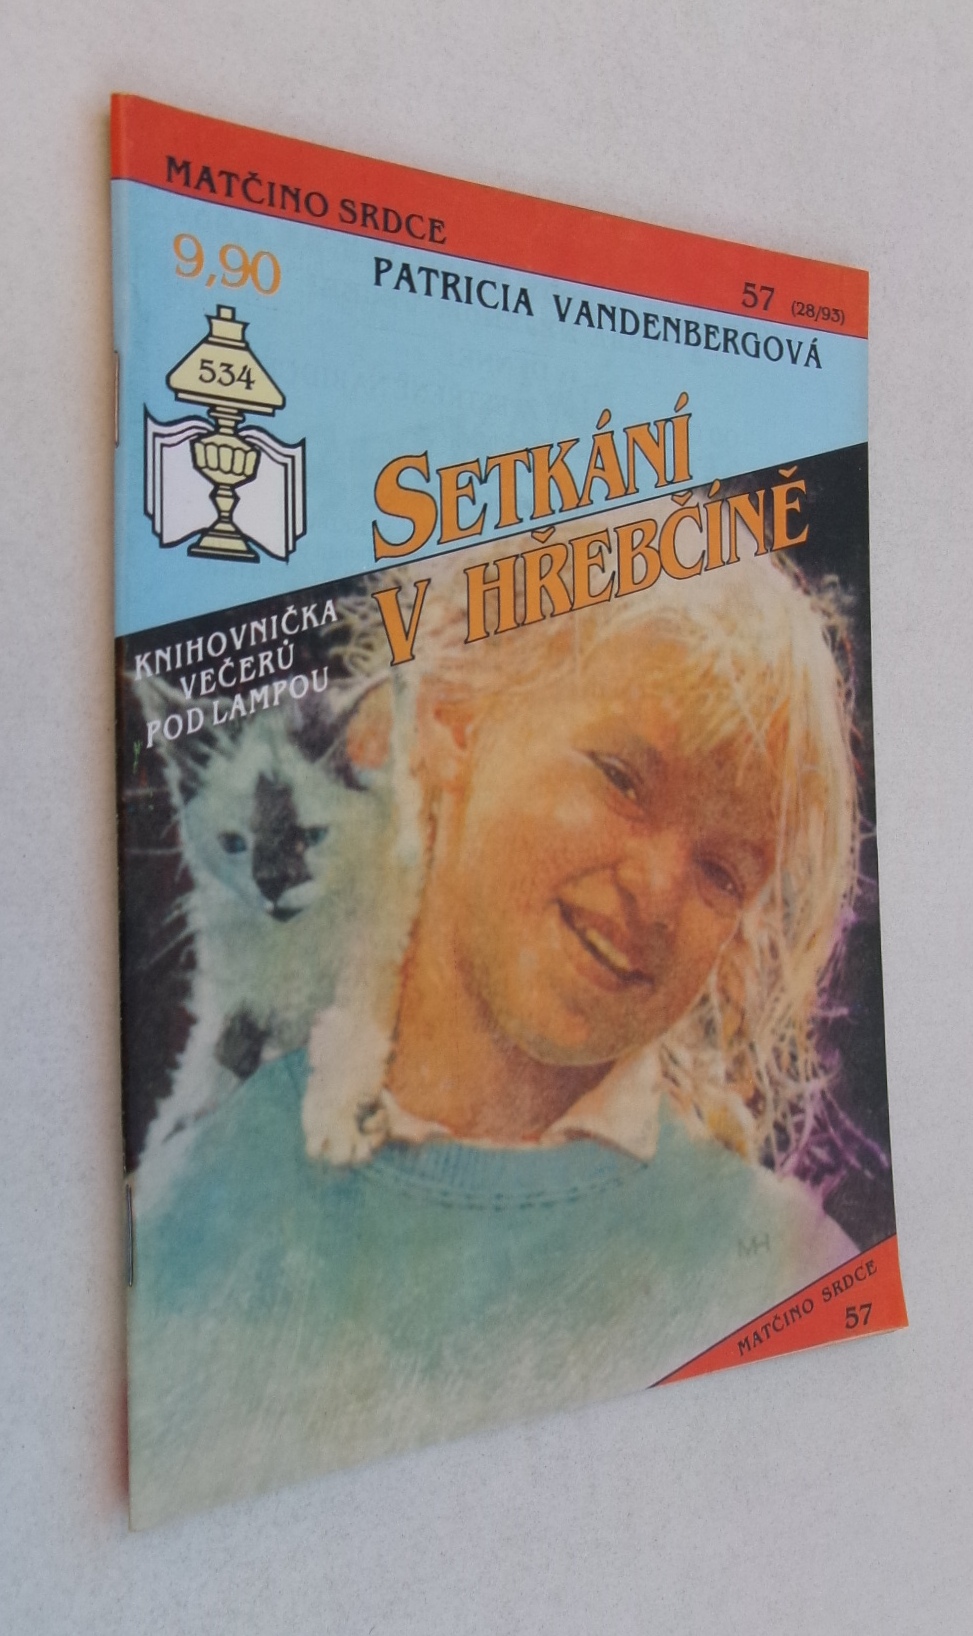 MATČINO SRDCE
57 (28/93)
9,90
PATRICIA VANDENBERGOVÁ
534
SETKÁNÍ
V HŘEBČÍNĚ
KNIHOVNIČKA
VEČERŮ
POD LAMPOU
MH
MATČINO SRDCE
57